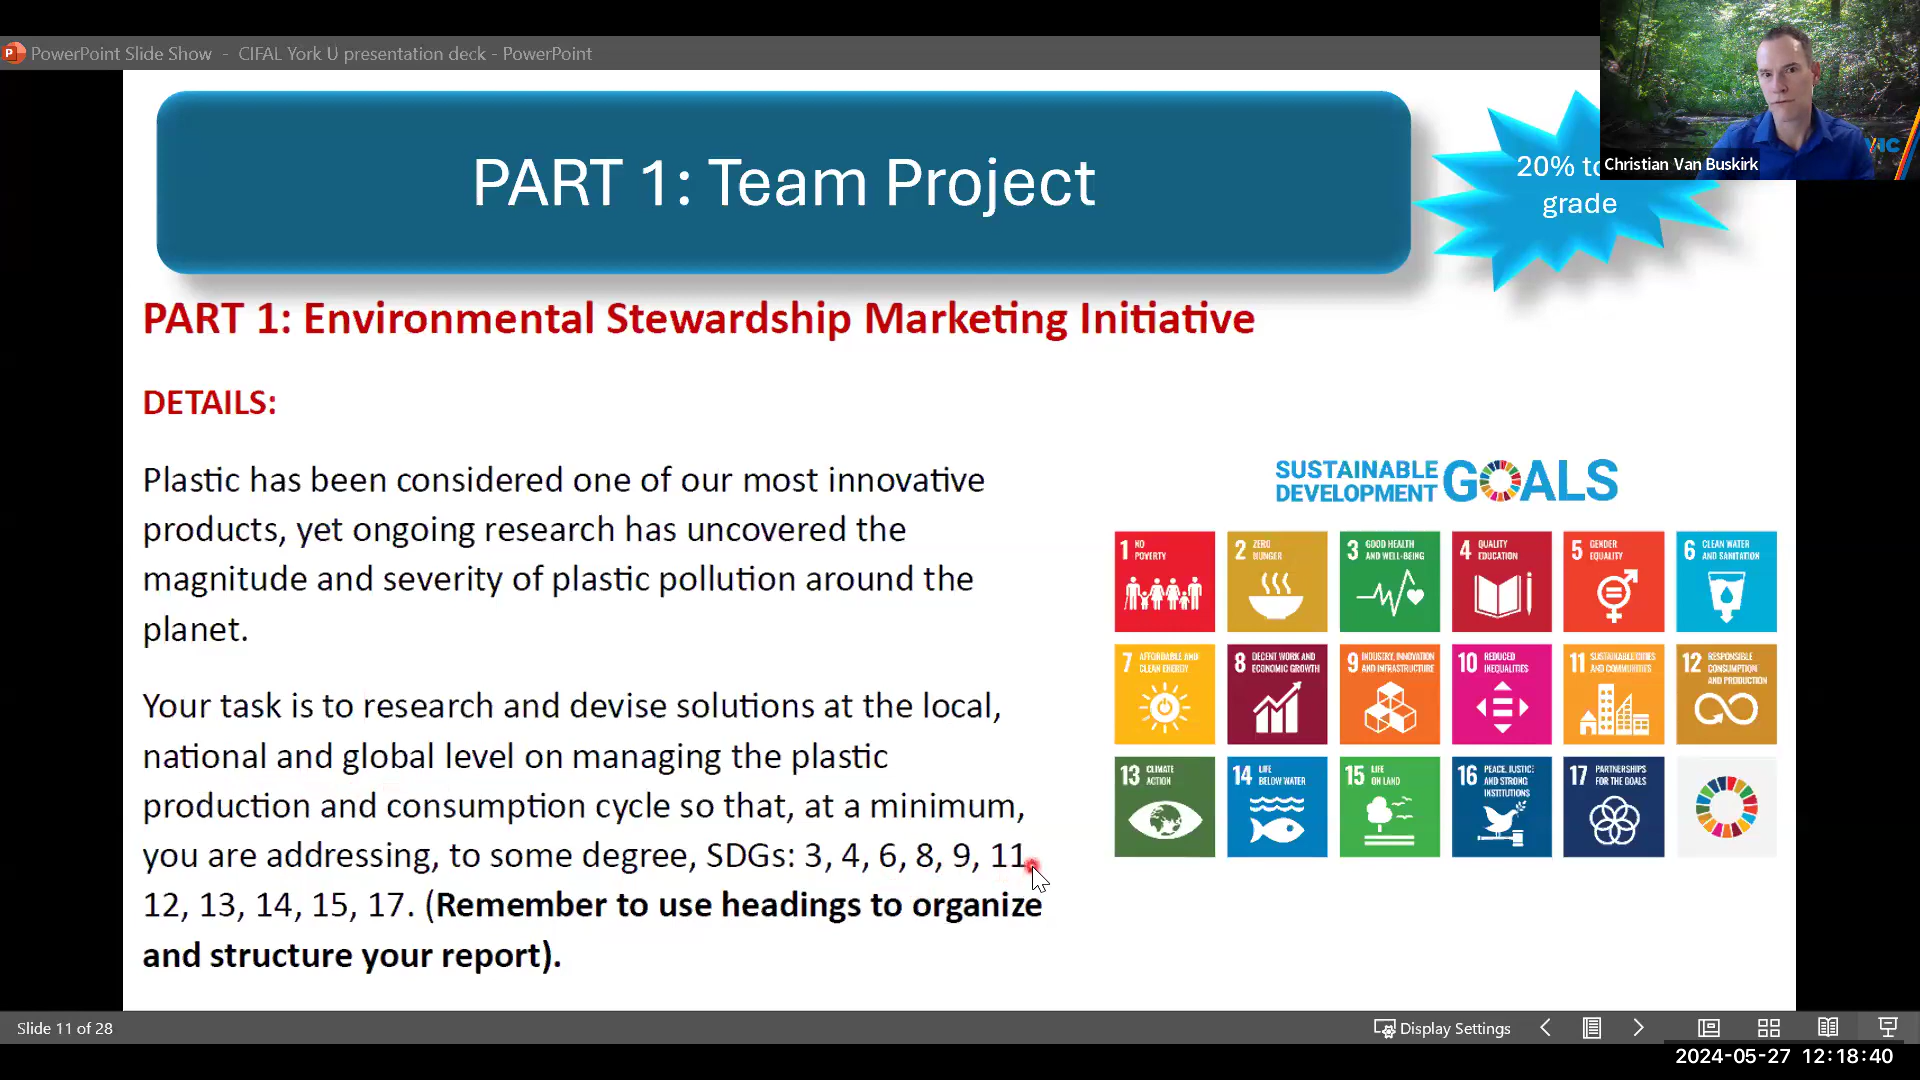 PowerPoint Slide Show - CIFAL York U presentation deck - PowerPoint
PART 1: Team Project
20% to
grade
Christian Van Buskirk
PART 1: Environmental Stewardship Marketing Initiative
DETAILS:
Plastic has been considered one of our most innovative
products, yet ongoing research has uncovered the
magnitude and severity of plastic pollution around the
planet.
Your task is to research and devise solutions at the local,
national and global level on managing the plastic
production and consumption cycle so that, at a minimum,
you are addressing, to some degree, SDGs: 3, 4, 6, 8, 9, 11,
12, 13, 14, 15, 17. (Remember to use headings to organize
and structure your report).
SUSTAINABLE
DEVELOPMENT
GOALS
1 NO
POVERTY
2 ZERO
HUNGER
3 GOOD HEALTH
AND WELL-BEING
4 QUALITY
EDUCATION
5 GENDER
EQUALITY
6 CLEAN WATER
AND SANITATION
7 AFFORDABLE AND
CLEAN ENERGY
8 DECENT WORK AND
ECONOMIC GROWTH
9 INDUSTRY, INNOVATION
AND INFRASTRUCTURE
10 REDUCED
INEQUALITIES
11 SUSTAINABLE CITIES
AND COMMUNITIES
12 RESPONSIBLE
CONSUMPTION
AND PRODUCTION
13 CLIMATE
ACTION
14 LIFE
BELOW WATER
15 LIFE
ON LAND
16 PEACE, JUSTICE
AND STRONG
INSTITUTIONS
17 PARTNERSHIPS
FOR THE GOALS
Slide 11 of 28
Display Settings
2024-05-27 12:18:40